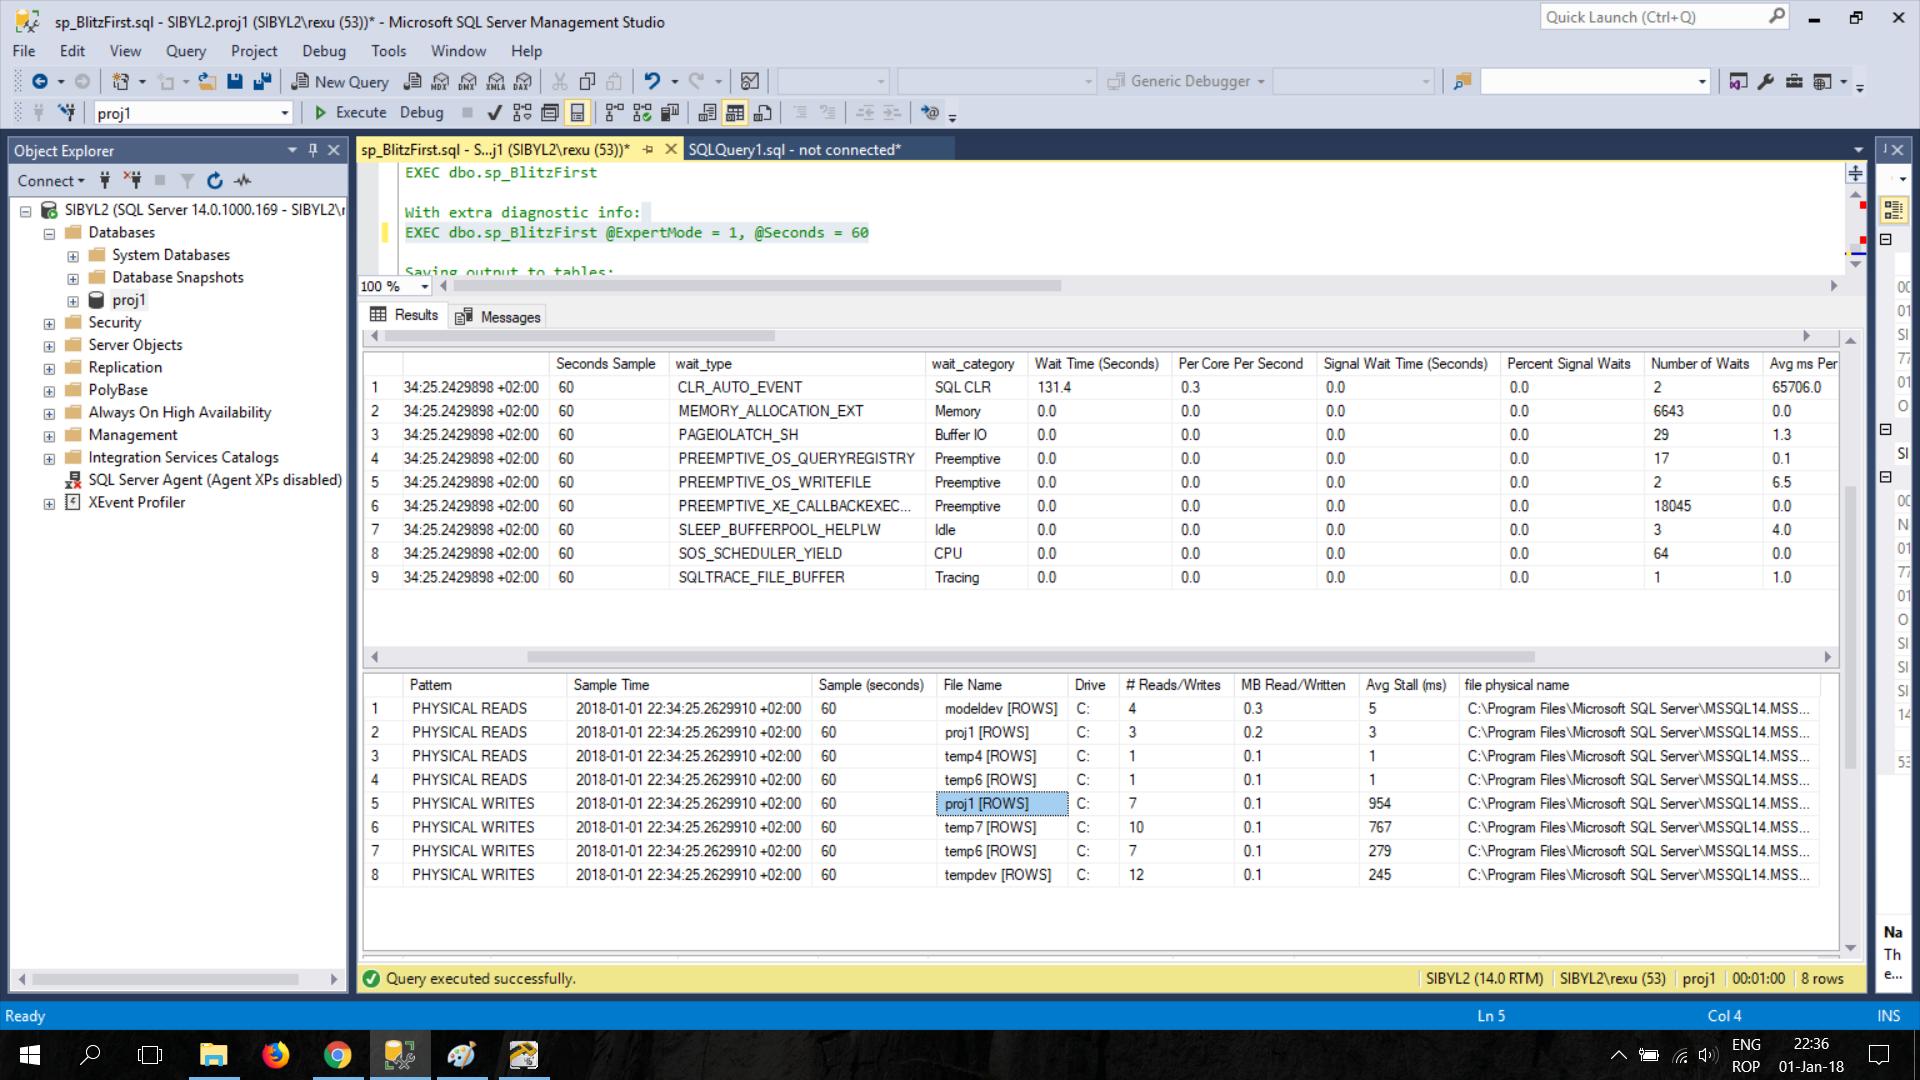 sp_BlitzFirst.sql - SIBYL2.proj1 (SIBYL2\rexu (53))* - Microsoft SQL Server Management Studio
Quick Launch (Ctrl+Q)
File Edit View Query Project Debug Tools Window Help
New Query MDX DMX XMLA DAX Generic Debugger
proj1 Execute Debug
Object Explorer
Connect
SIBYL2 (SQL Server 14.0.1000.169 - SIBYL2\r
Databases
System Databases
Database Snapshots
proj1
Security
Server Objects
Replication
PolyBase
Always On High Availability
Management
Integration Services Catalogs
SQL Server Agent (Agent XPs disabled)
XEvent Profiler
sp_BlitzFirst.sql - S...j1 (SIBYL2\rexu (53))* SQLQuery1.sql - not connected*
EXEC dbo.sp_BlitzFirst
With extra diagnostic info:
EXEC dbo.sp_BlitzFirst @ExpertMode = 1, @Seconds = 60
Saving output to tables:
100 %
Results Messages
Seconds Sample wait_type wait_category Wait Time (Seconds) Per Core Per Second Signal Wait Time (Seconds) Percent Signal Waits Number of Waits Avg ms Per
1 34:25.2429898 +02:00 60 CLR_AUTO_EVENT SQL CLR 131.4 0.3 0.0 0.0 2 65706.0
2 34:25.2429898 +02:00 60 MEMORY_ALLOCATION_EXT Memory 0.0 0.0 0.0 0.0 6643 0.0
3 34:25.2429898 +02:00 60 PAGEIOLATCH_SH Buffer IO 0.0 0.0 0.0 0.0 29 1.3
4 34:25.2429898 +02:00 60 PREEMPTIVE_OS_QUERYREGISTRY Preemptive 0.0 0.0 0.0 0.0 17 0.1
5 34:25.2429898 +02:00 60 PREEMPTIVE_OS_WRITEFILE Preemptive 0.0 0.0 0.0 0.0 2 6.5
6 34:25.2429898 +02:00 60 PREEMPTIVE_XE_CALLBACKEXEC... Preemptive 0.0 0.0 0.0 0.0 18045 0.0
7 34:25.2429898 +02:00 60 SLEEP_BUFFERPOOL_HELPLW Idle 0.0 0.0 0.0 0.0 3 4.0
8 34:25.2429898 +02:00 60 SOS_SCHEDULER_YIELD CPU 0.0 0.0 0.0 0.0 64 0.0
9 34:25.2429898 +02:00 60 SQLTRACE_FILE_BUFFER Tracing 0.0 0.0 0.0 0.0 1 1.0
Pattern Sample Time Sample (seconds) File Name Drive # Reads/Writes MB Read/Written Avg Stall (ms) file physical name
1 PHYSICAL READS 2018-01-01 22:34:25.2629910 +02:00 60 modeldev [ROWS] C: 4 0.3 5 C:\Program Files\Microsoft SQL Server\MSSQL14.MSS...
2 PHYSICAL READS 2018-01-01 22:34:25.2629910 +02:00 60 proj1 [ROWS] C: 3 0.2 3 C:\Program Files\Microsoft SQL Server\MSSQL14.MSS...
3 PHYSICAL READS 2018-01-01 22:34:25.2629910 +02:00 60 temp4 [ROWS] C: 1 0.1 1 C:\Program Files\Microsoft SQL Server\MSSQL14.MSS...
4 PHYSICAL READS 2018-01-01 22:34:25.2629910 +02:00 60 temp6 [ROWS] C: 1 0.1 1 C:\Program Files\Microsoft SQL Server\MSSQL14.MSS...
5 PHYSICAL WRITES 2018-01-01 22:34:25.2629910 +02:00 60 proj1 [ROWS] C: 7 0.1 954 C:\Program Files\Microsoft SQL Server\MSSQL14.MSS...
6 PHYSICAL WRITES 2018-01-01 22:34:25.2629910 +02:00 60 temp7 [ROWS] C: 10 0.1 767 C:\Program Files\Microsoft SQL Server\MSSQL14.MSS...
7 PHYSICAL WRITES 2018-01-01 22:34:25.2629910 +02:00 60 temp6 [ROWS] C: 7 0.1 279 C:\Program Files\Microsoft SQL Server\MSSQL14.MSS...
8 PHYSICAL WRITES 2018-01-01 22:34:25.2629910 +02:00 60 tempdev [ROWS] C: 12 0.1 245 C:\Program Files\Microsoft SQL Server\MSSQL14.MSS...
Na
Th
e...
Query executed successfully. SIBYL2 (14.0 RTM) SIBYL2\rexu (53) proj1 00:01:00 8 rows
Ready Ln 5 Col 4 INS
ENG 22:36
ROP 01-Jan-18